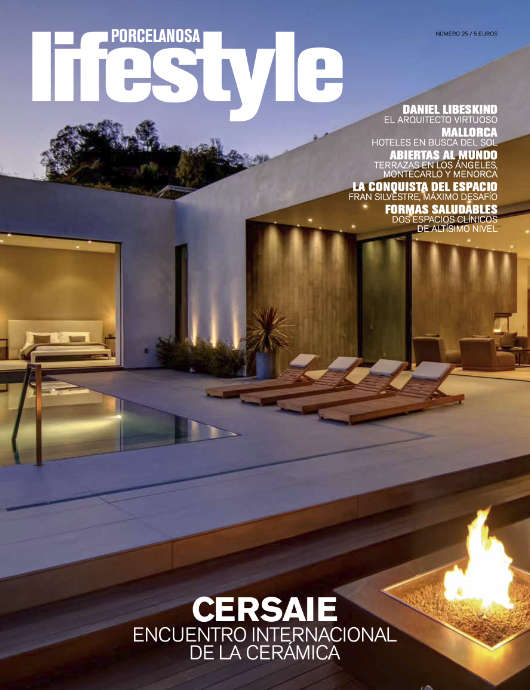 PORCELANOSA
lifestyle
NÚMERO 25 / 5 EUROS
DANIEL LIBESKIND
EL ARQUITECTO VIRTUOSO
MALLORCA
HOTELES EN BUSCA DEL SOL
ABIERTAS AL MUNDO
TERRAZAS EN LOS ÁNGELES,
MONTECARLO Y MENORCA
LA CONQUISTA DEL ESPACIO
FRAN SILVESTRE, MÁXIMO DESAFÍO
FORMAS SALUDABLES
DOS ESPACIOS CLÍNICOS
DE ALTÍSIMO NIVEL
CERSAIE
ENCUENTRO INTERNACIONAL
DE LA CERÁMICA